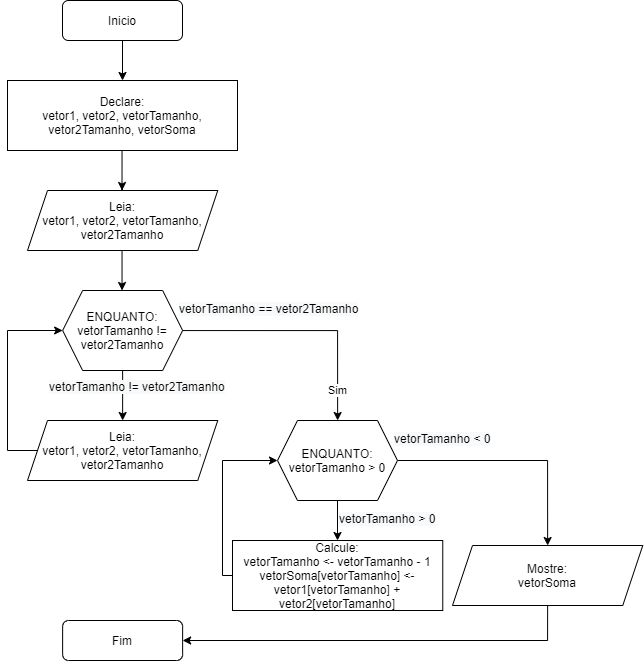 Inicio
Declare:
vetor1, vetor2, vetorTamanho,
vetor2Tamanho, vetorSoma
Leia:
vetor1, vetor2, vetorTamanho,
vetor2Tamanho
ENQUANTO:
vetorTamanho !=
vetor2Tamanho
vetorTamanho == vetor2Tamanho
vetorTamanho != vetor2Tamanho
Leia:
vetor1, vetor2, vetorTamanho,
vetor2Tamanho
Sim
ENQUANTO:
vetorTamanho > 0
vetorTamanho < 0
vetorTamanho > 0
Calcule:
vetorTamanho <- vetorTamanho - 1
vetorSoma[vetorTamanho] <-
vetor1[vetorTamanho] +
vetor2[vetorTamanho]
Mostre:
vetorSoma
Fim